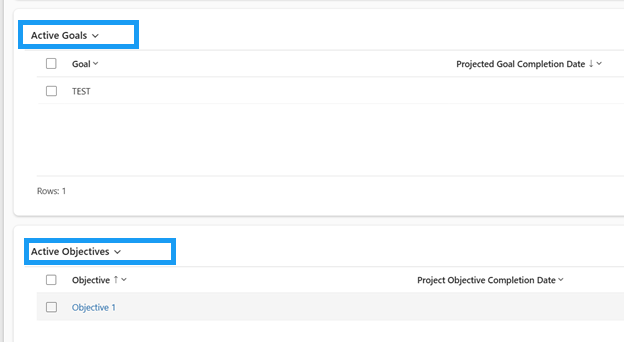 Active Goals
Goal Projected Goal Completion Date ↓
TEST
Rows: 1
Active Objectives
Objective ↑ Project Objective Completion Date
Objective 1